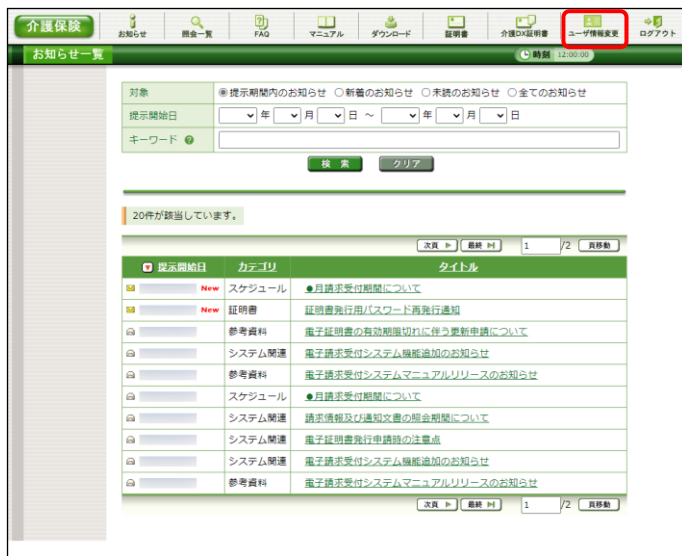 介護保険
お知らせ 照会一覧 FAQ マニュアル ダウンロード 証明書 介護DX証明書 ユーザ情報変更 ログアウト
お知らせ一覧 時刻 12:00:00
対象 提示期間内のお知らせ 新着のお知らせ 未読のお知らせ 全てのお知らせ
提示開始日 年 月 日 ～ 年 月 日
キーワード ?
検 索 クリア
20件が該当しています。
次頁 最終 1 /2 頁移動
提示開始日 カテゴリ タイトル
New スケジュール ●月請求受付期間について
New 証明書 証明書発行用パスワード再発行通知
参考資料 電子証明書の有効期限切れに伴う更新申請について
システム関連 電子請求受付システム機能追加のお知らせ
参考資料 電子請求受付システムマニュアルリリースのお知らせ
スケジュール ●月請求受付期間について
システム関連 請求情報及び通知文書の照会期間について
システム関連 電子証明書発行申請時の注意点
システム関連 電子請求受付システム機能追加のお知らせ
参考資料 電子請求受付システムマニュアルリリースのお知らせ
次頁 最終 1 /2 頁移動